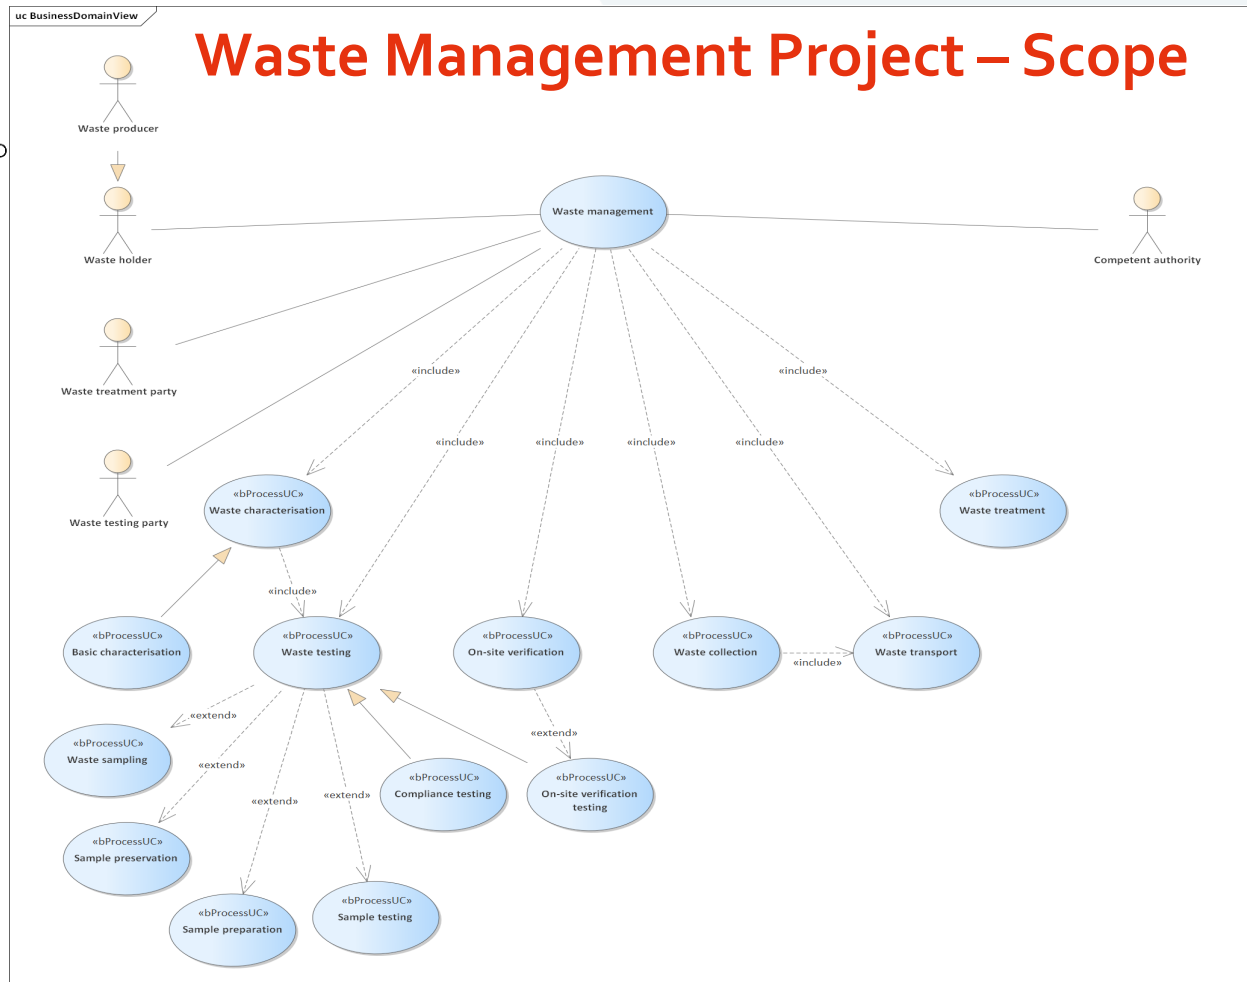 uc BusinessDomainView
Waste Management Project – Scope
Waste producer
Waste management
Waste holder
Competent authority
«include»
«include»
Waste treatment party
«include»
«include»
«include»
«include»
«bProcessUC»
Waste characterisation
«bProcessUC»
Waste treatment
Waste testing party
«include»
«bProcessUC»
Basic characterisation
«bProcessUC»
Waste testing
«bProcessUC»
On-site verification
«bProcessUC»
Waste collection
«include»
«bProcessUC»
Waste transport
«extend»
«extend»
«bProcessUC»
Waste sampling
«extend»
«extend»
«extend»
«bProcessUC»
Compliance testing
«bProcessUC»
On-site verification
testing
«bProcessUC»
Sample preservation
«bProcessUC»
Sample preparation
«bProcessUC»
Sample testing